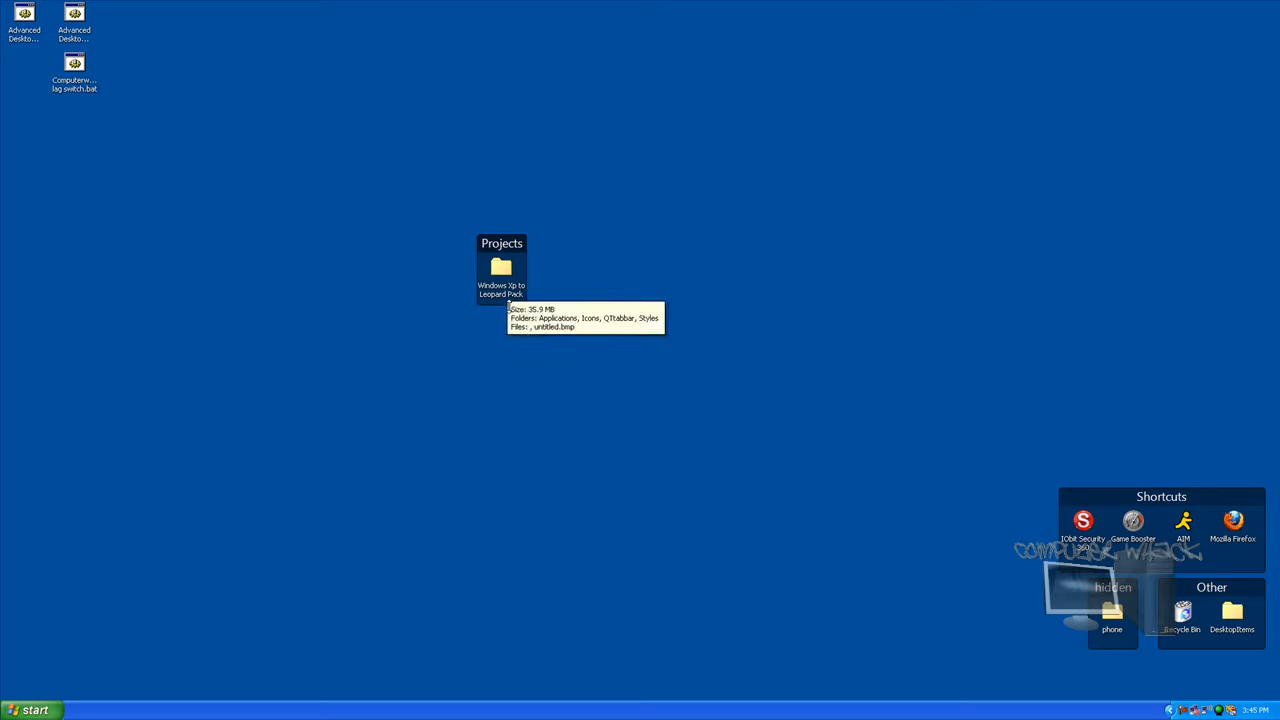 Advanced
Deskto...
Advanced
Deskto...
Computerw...
lag switch.bat
Projects
Windows Xp to
Leopard Pack
Size: 35.9 MB
Folders: Applications, Icons, QTtabbar, Styles
Files: , untitled.bmp
Shortcuts
IObit Security
360
Game Booster
AIM
Mozilla Firefox
computer whack
hidden
phone
Other
Recycle Bin
DesktopItems
start
3:45 PM